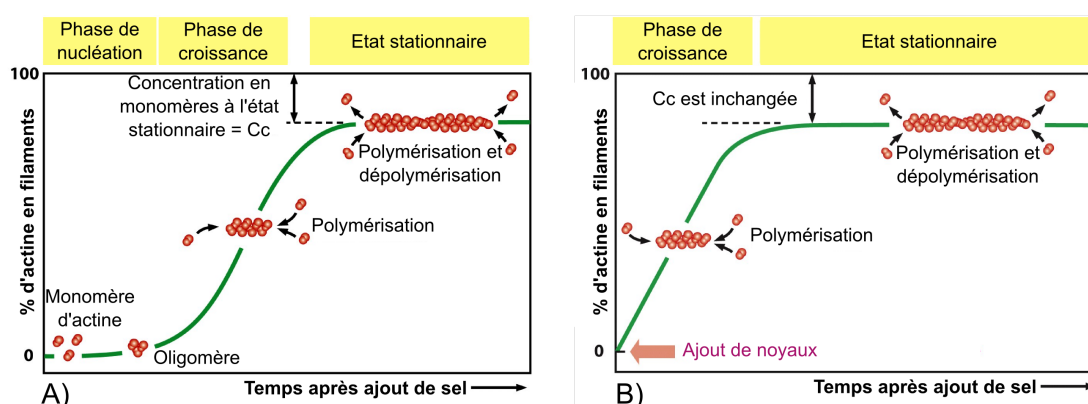 Phase de
nucléation
Phase de
croissance
Etat stationnaire
A)
100
% d'actine en filaments
0
Concentration en
monomères à l'état
stationnaire = Cc
Polymérisation et
dépolymérisation
Polymérisation
Monomère
d'actine
Oligomère
Temps après ajout de sel
Phase de
croissance
Etat stationnaire
B)
100
% d'actine en filaments
0
Cc est inchangée
Polymérisation et
dépolymérisation
Polymérisation
Ajout de noyaux
Temps après ajout de sel